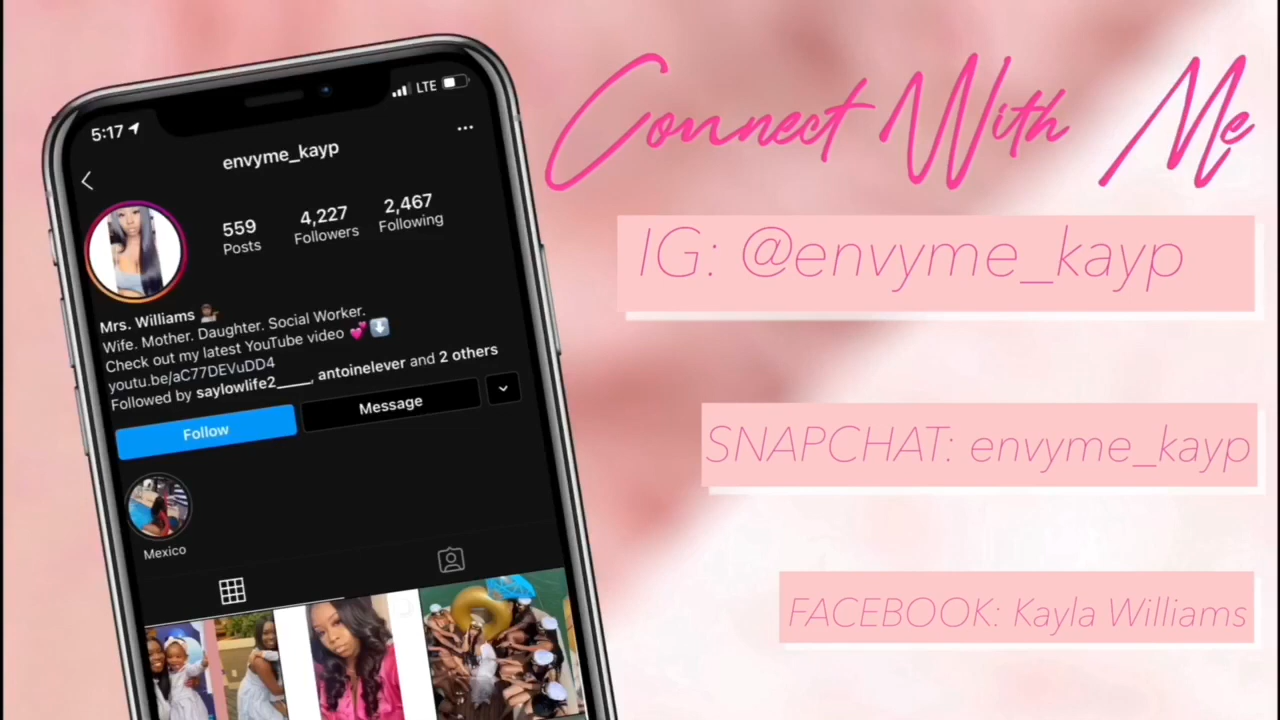 5:17
LTE
envyme_kayp
559
Posts
4,227
Followers
2,467
Following
Mrs. Williams
Wife. Mother. Daughter. Social Worker.
Check out my latest YouTube video
youtu.be/aC77DEVuDD4
Followed by saylowlife2____, antoinelever and 2 others
Follow
Message
Mexico
Connect With Me
IG: @envyme_kayp
SNAPCHAT: envyme_kayp
FACEBOOK: Kayla Williams